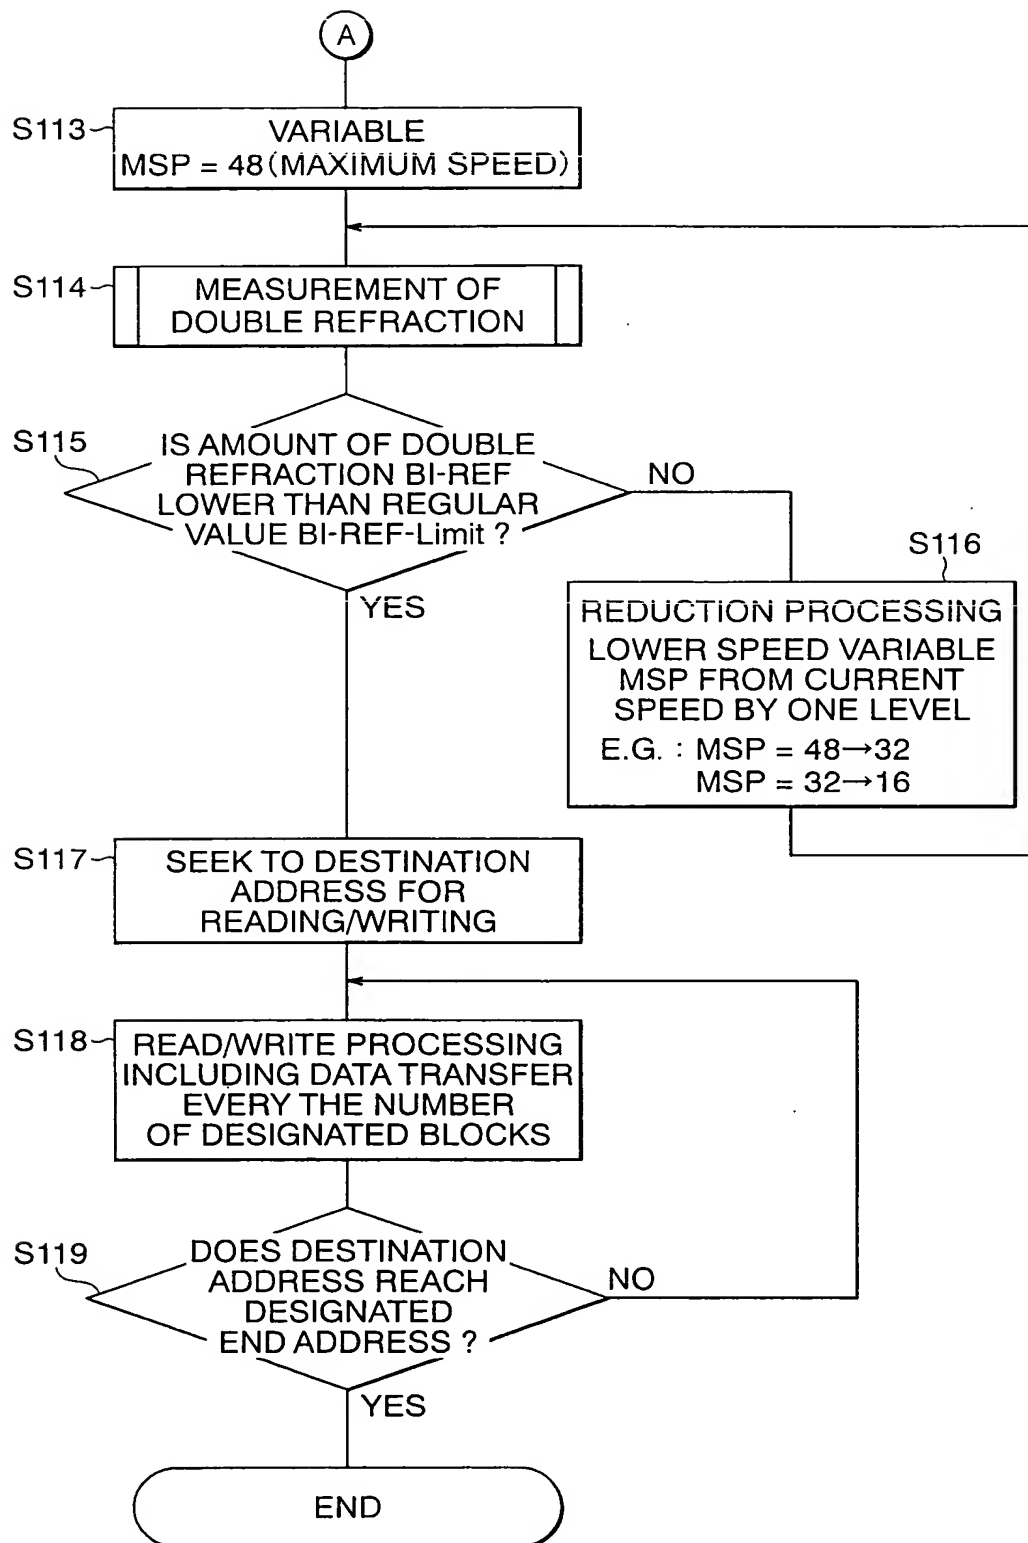 A
S113
VARIABLE
MSP = 48(MAXIMUM SPEED)
S114
MEASUREMENT OF
DOUBLE REFRACTION
S115
IS AMOUNT OF DOUBLE
REFRACTION BI-REF
LOWER THAN REGULAR
VALUE BI-REF-Limit ?
NO
YES
S116
REDUCTION PROCESSING
LOWER SPEED VARIABLE
MSP FROM CURRENT
SPEED BY ONE LEVEL
E.G. : MSP = 48→32
MSP = 32→16
S117
SEEK TO DESTINATION
ADDRESS FOR
READING/WRITING
S118
READ/WRITE PROCESSING
INCLUDING DATA TRANSFER
EVERY THE NUMBER
OF DESIGNATED BLOCKS
S119
DOES DESTINATION
ADDRESS REACH
DESIGNATED
END ADDRESS ?
NO
YES
END